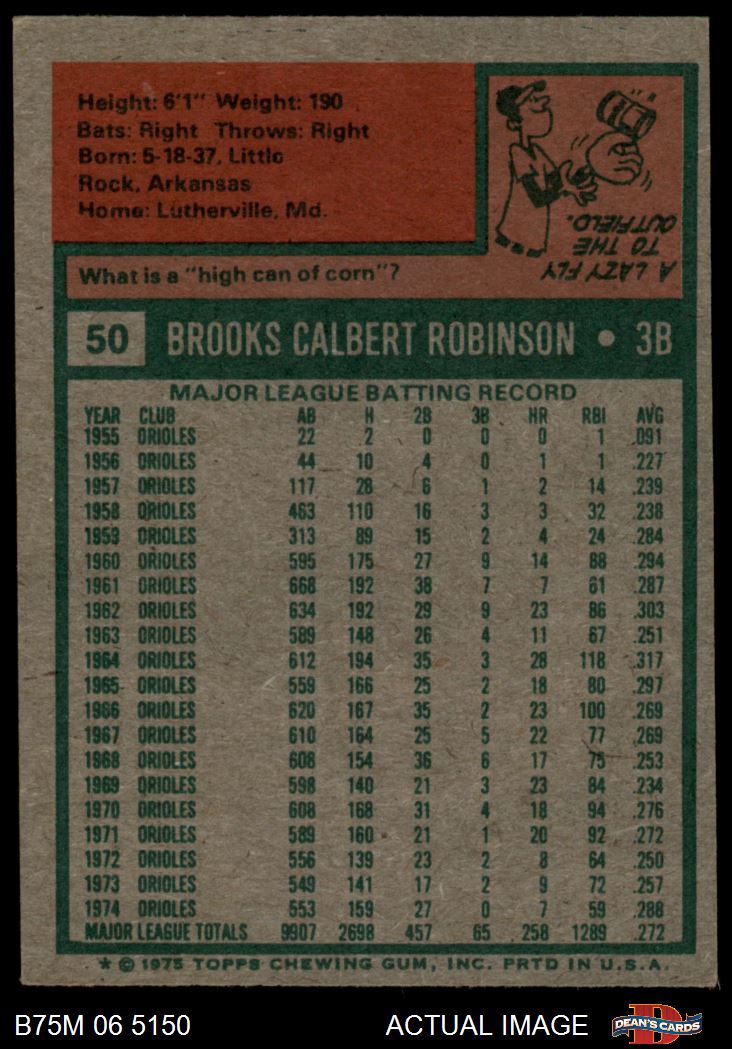 Height: 6'1" Weight: 190
Bats: Right Throws: Right
Born: 5-18-37, Little
Rock, Arkansas
Home: Lutherville, Md.
What is a "high can of corn"?
A LAZY FLY
TO THE
OUTFIELD.
50 BROOKS CALBERT ROBINSON • 3B
MAJOR LEAGUE BATTING RECORD
YEAR CLUB AB H 2B 3B HR RBI AVG
1955 ORIOLES 22 2 0 0 0 1 .091
1956 ORIOLES 44 10 4 0 1 1 .227
1957 ORIOLES 117 28 6 1 2 14 .239
1958 ORIOLES 463 110 16 3 3 32 .238
1959 ORIOLES 313 89 15 2 4 24 .284
1960 ORIOLES 595 175 27 9 14 88 .294
1961 ORIOLES 668 192 38 7 7 61 .287
1962 ORIOLES 634 192 29 9 23 86 .303
1963 ORIOLES 589 148 26 4 11 67 .251
1964 ORIOLES 612 194 35 3 28 118 .317
1965 ORIOLES 559 166 25 2 18 80 .297
1966 ORIOLES 620 167 35 2 23 100 .269
1967 ORIOLES 610 164 25 5 22 77 .269
1968 ORIOLES 608 154 36 6 17 75 .253
1969 ORIOLES 598 140 21 3 23 84 .234
1970 ORIOLES 608 168 31 4 18 94 .276
1971 ORIOLES 589 160 21 1 20 92 .272
1972 ORIOLES 556 139 23 2 8 64 .250
1973 ORIOLES 549 141 17 2 9 72 .257
1974 ORIOLES 553 159 27 0 7 59 .288
MAJOR LEAGUE TOTALS 9907 2698 457 65 258 1289 .272
* © 1975 TOPPS CHEWING GUM, INC. PRTD IN U.S.A.
B75M 06 5150 ACTUAL IMAGE DEAN'S CARDS